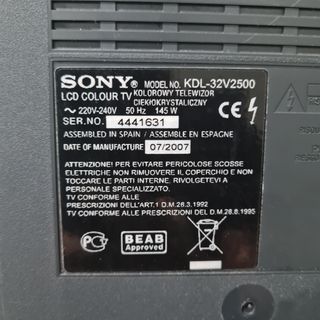 SONY® MODEL NO. KDL-32V2500
LCD COLOUR TV KOLOROWY TELEWIZOR
CIEKŁOKRYSTALICZNY
~ 220V-240V 50 Hz 145 W
SER.NO. 4441631
ASSEMBLED IN SPAIN / ASSEMBLE EN ESPAGNE
DATE OF MANUFACTURE 07/2007
CE
ATTENZIONE! PER EVITARE PERICOLOSE SCOSSE
ELETTRICHE NON RIMUOVERE IL COPERCHIO E NON
TOCCARE LE PARTI INTERNE. RIVOLGETEVI A
PERSONALE SPECIALIZZATO.
TV CONFORME ALLE
PRESCRIZIONI DELL'ART.1 D.M.28.3.1992
TV CONFORME ALLE PRESCRIZIONI DEL D.M.26.8.1995
BEAB
Approved